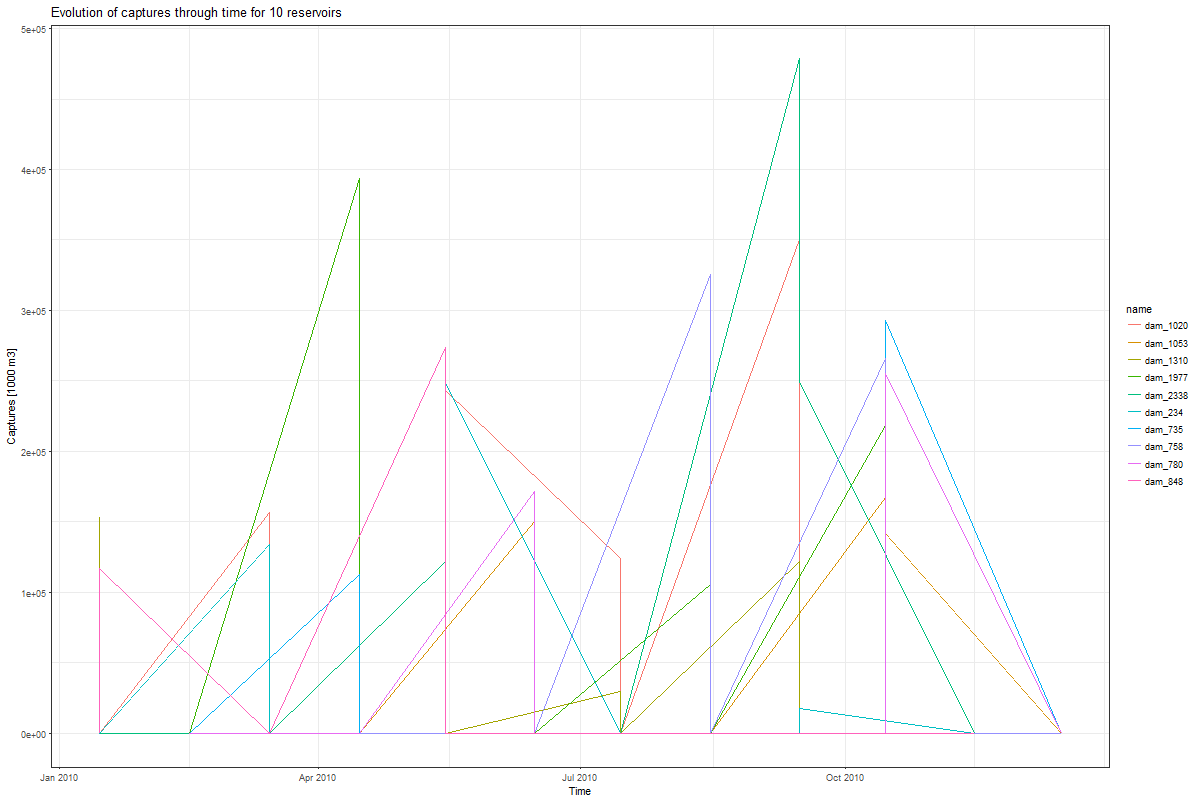 Evolution of captures through time for 10 reservoirs
5e+05
4e+05
3e+05
2e+05
1e+05
0e+00
Captures [1000 m3]
Jan 2010
Apr 2010
Jul 2010
Oct 2010
Time
name
dam_1020
dam_1053
dam_1310
dam_1977
dam_2338
dam_234
dam_735
dam_758
dam_780
dam_848